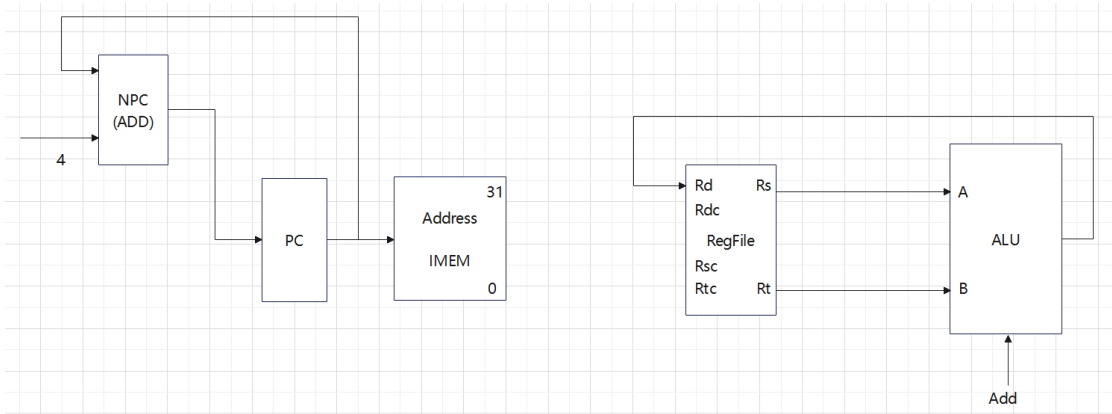 NPC
(ADD)
4
PC
31
Address
IMEM
0
Rd Rs
Rdc
RegFile
Rsc
Rtc Rt
A
ALU
B
Add